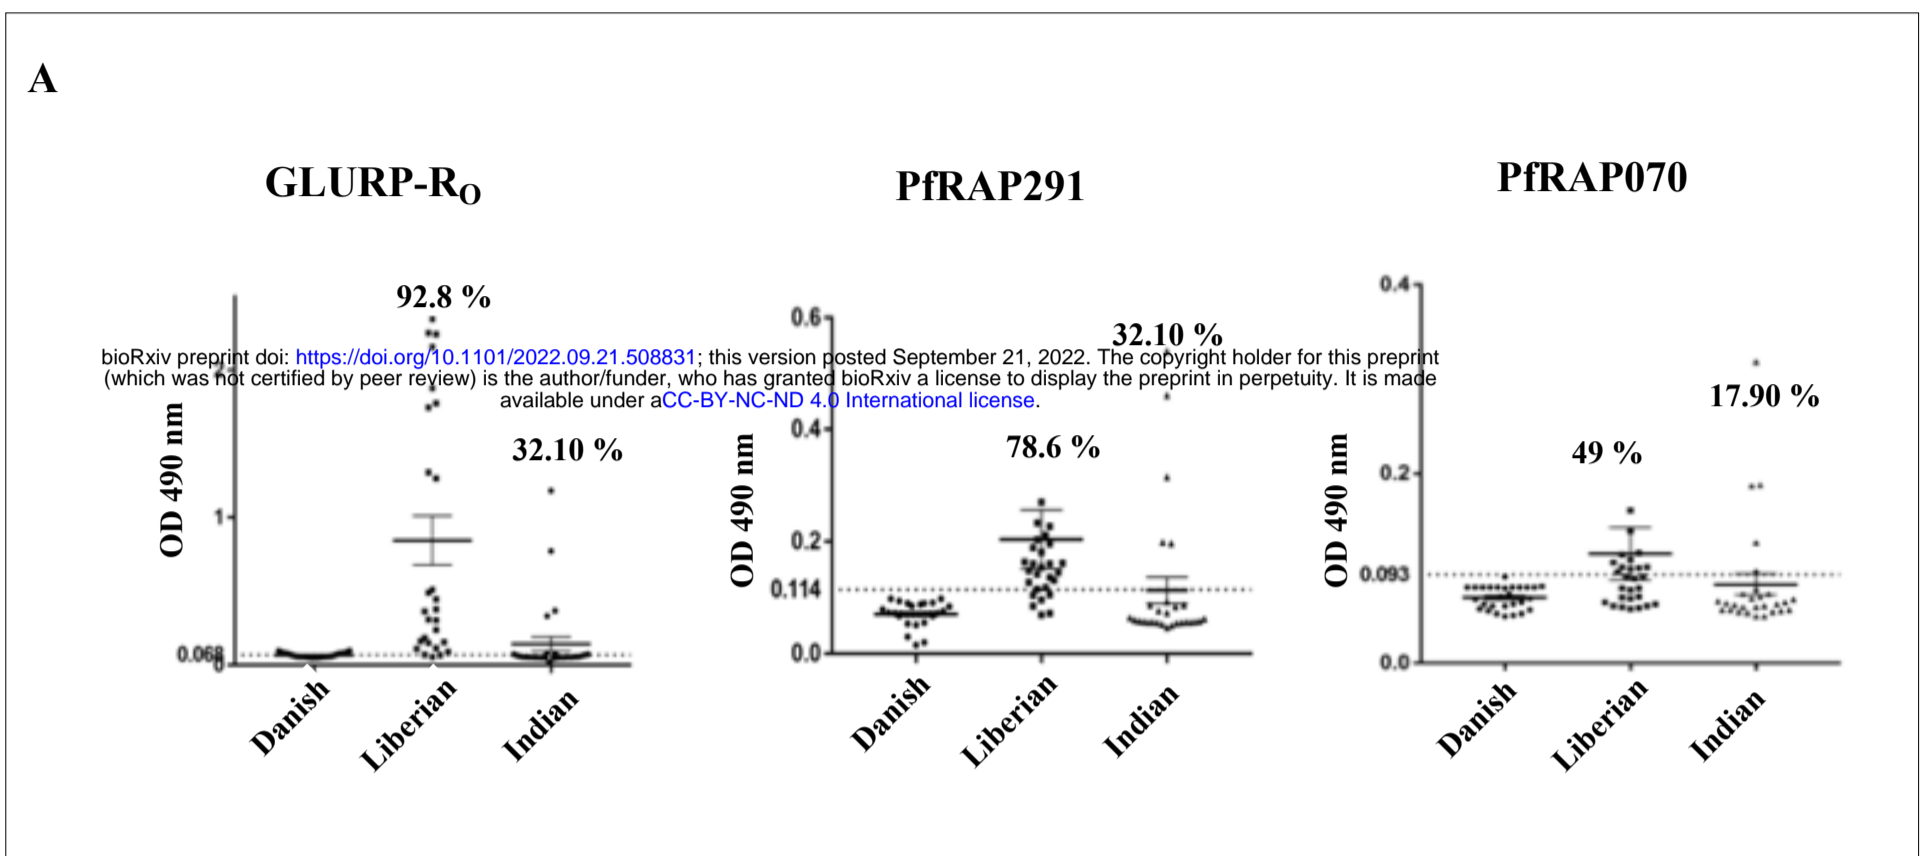 A
GLURP-RO
PfRAP291
PfRAP070
92.8 %
32.10 %
OD 490 nm
1
0.068
0
Danish
Liberian
Indian
0.6
0.4
0.2
0.114
0.0
32.10 %
78.6 %
OD 490 nm
Danish
Liberian
Indian
0.4
0.2
0.093
0.0
49 %
17.90 %
OD 490 nm
Danish
Liberian
Indian
bioRxiv preprint doi: https://doi.org/10.1101/2022.09.21.508831; this version posted September 21, 2022. The copyright holder for this preprint
(which was not certified by peer review) is the author/funder, who has granted bioRxiv a license to display the preprint in perpetuity. It is made
available under aCC-BY-NC-ND 4.0 International license.